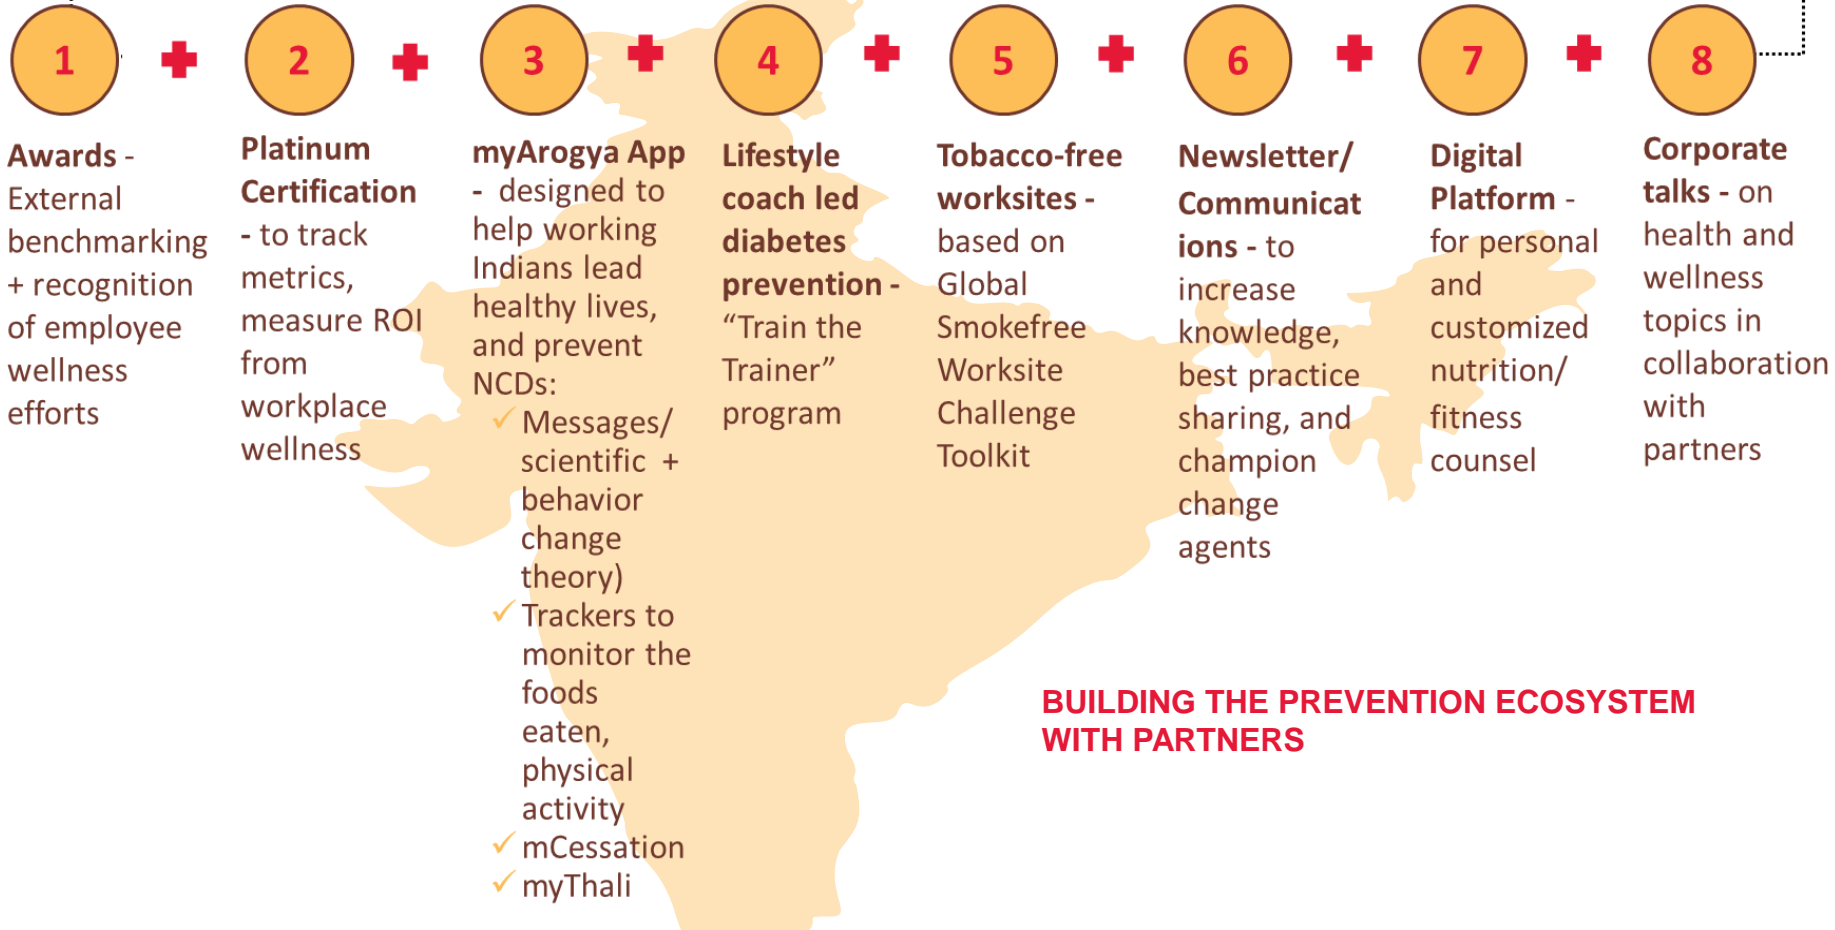 1
2
3
4
5
6
7
8
Awards -
External
benchmarking
+ recognition
of employee
wellness
efforts
Platinum
Certification
- to track
metrics,
measure ROI
from
workplace
wellness
myArogya App
- designed to
help working
Indians lead
healthy lives,
and prevent
NCDs:
✓ Messages/
scientific +
behavior
change
theory)
✓ Trackers to
monitor the
foods
eaten,
physical
activity
✓ mCessation
✓ myThali
Lifestyle
coach led
diabetes
prevention -
“Train the
Trainer”
program
Tobacco-free
worksites -
based on
Global
Smokefree
Worksite
Challenge
Toolkit
Newsletter/
Communicat
ions - to
increase
knowledge,
best practice
sharing, and
champion
change
agents
Digital
Platform -
for personal
and
customized
nutrition/
fitness
counsel
Corporate
talks - on
health and
wellness
topics in
collaboration
with
partners
BUILDING THE PREVENTION ECOSYSTEM
WITH PARTNERS